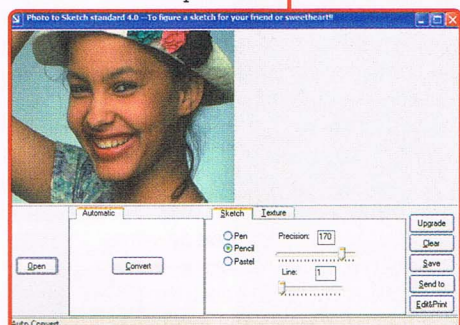 Photo to Sketch standard 4.0 --To figure a sketch for your friend or sweetheart!!
Automatic
Sketch Texture
Upgrade
Pen Precision: 170
Clear
Pencil
Open Convert
Pastel
Save
Line: 1
Send to
Edit&Print
Auto Convert